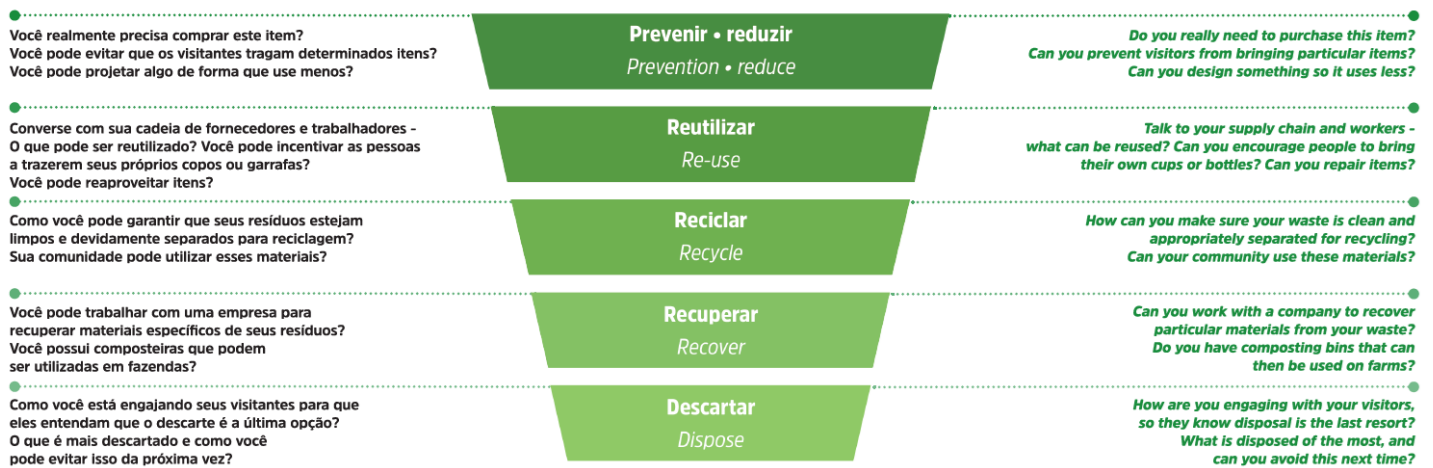 Você realmente precisa comprar este item?
Você pode evitar que os visitantes tragam determinados itens?
Você pode projetar algo de forma que use menos?
Prevenir • reduzir
Prevention • reduce
Do you really need to purchase this item?
Can you prevent visitors from bringing particular items?
Can you design something so it uses less?
Converse com sua cadeia de fornecedores e trabalhadores -
O que pode ser reutilizado? Você pode incentivar as pessoas
a trazerem seus próprios copos ou garrafas?
Você pode reaproveitar itens?
Reutilizar
Re-use
Talk to your supply chain and workers -
what can be reused? Can you encourage people to bring
their own cups or bottles? Can you repair items?
Como você pode garantir que seus resíduos estejam
limpos e devidamente separados para reciclagem?
Sua comunidade pode utilizar esses materiais?
Reciclar
Recycle
How can you make sure your waste is clean and
appropriately separated for recycling?
Can your community use these materials?
Você pode trabalhar com uma empresa para
recuperar materiais específicos de seus resíduos?
Você possui composteiras que podem
ser utilizadas em fazendas?
Recuperar
Recover
Can you work with a company to recover
particular materials from your waste?
Do you have composting bins that can
then be used on farms?
Como você está engajando seus visitantes para que
eles entendam que o descarte é a última opção?
O que é mais descartado e como você
pode evitar isso da próxima vez?
Descartar
Dispose
How are you engaging with your visitors,
so they know disposal is the last resort?
What is disposed of the most, and
can you avoid this next time?